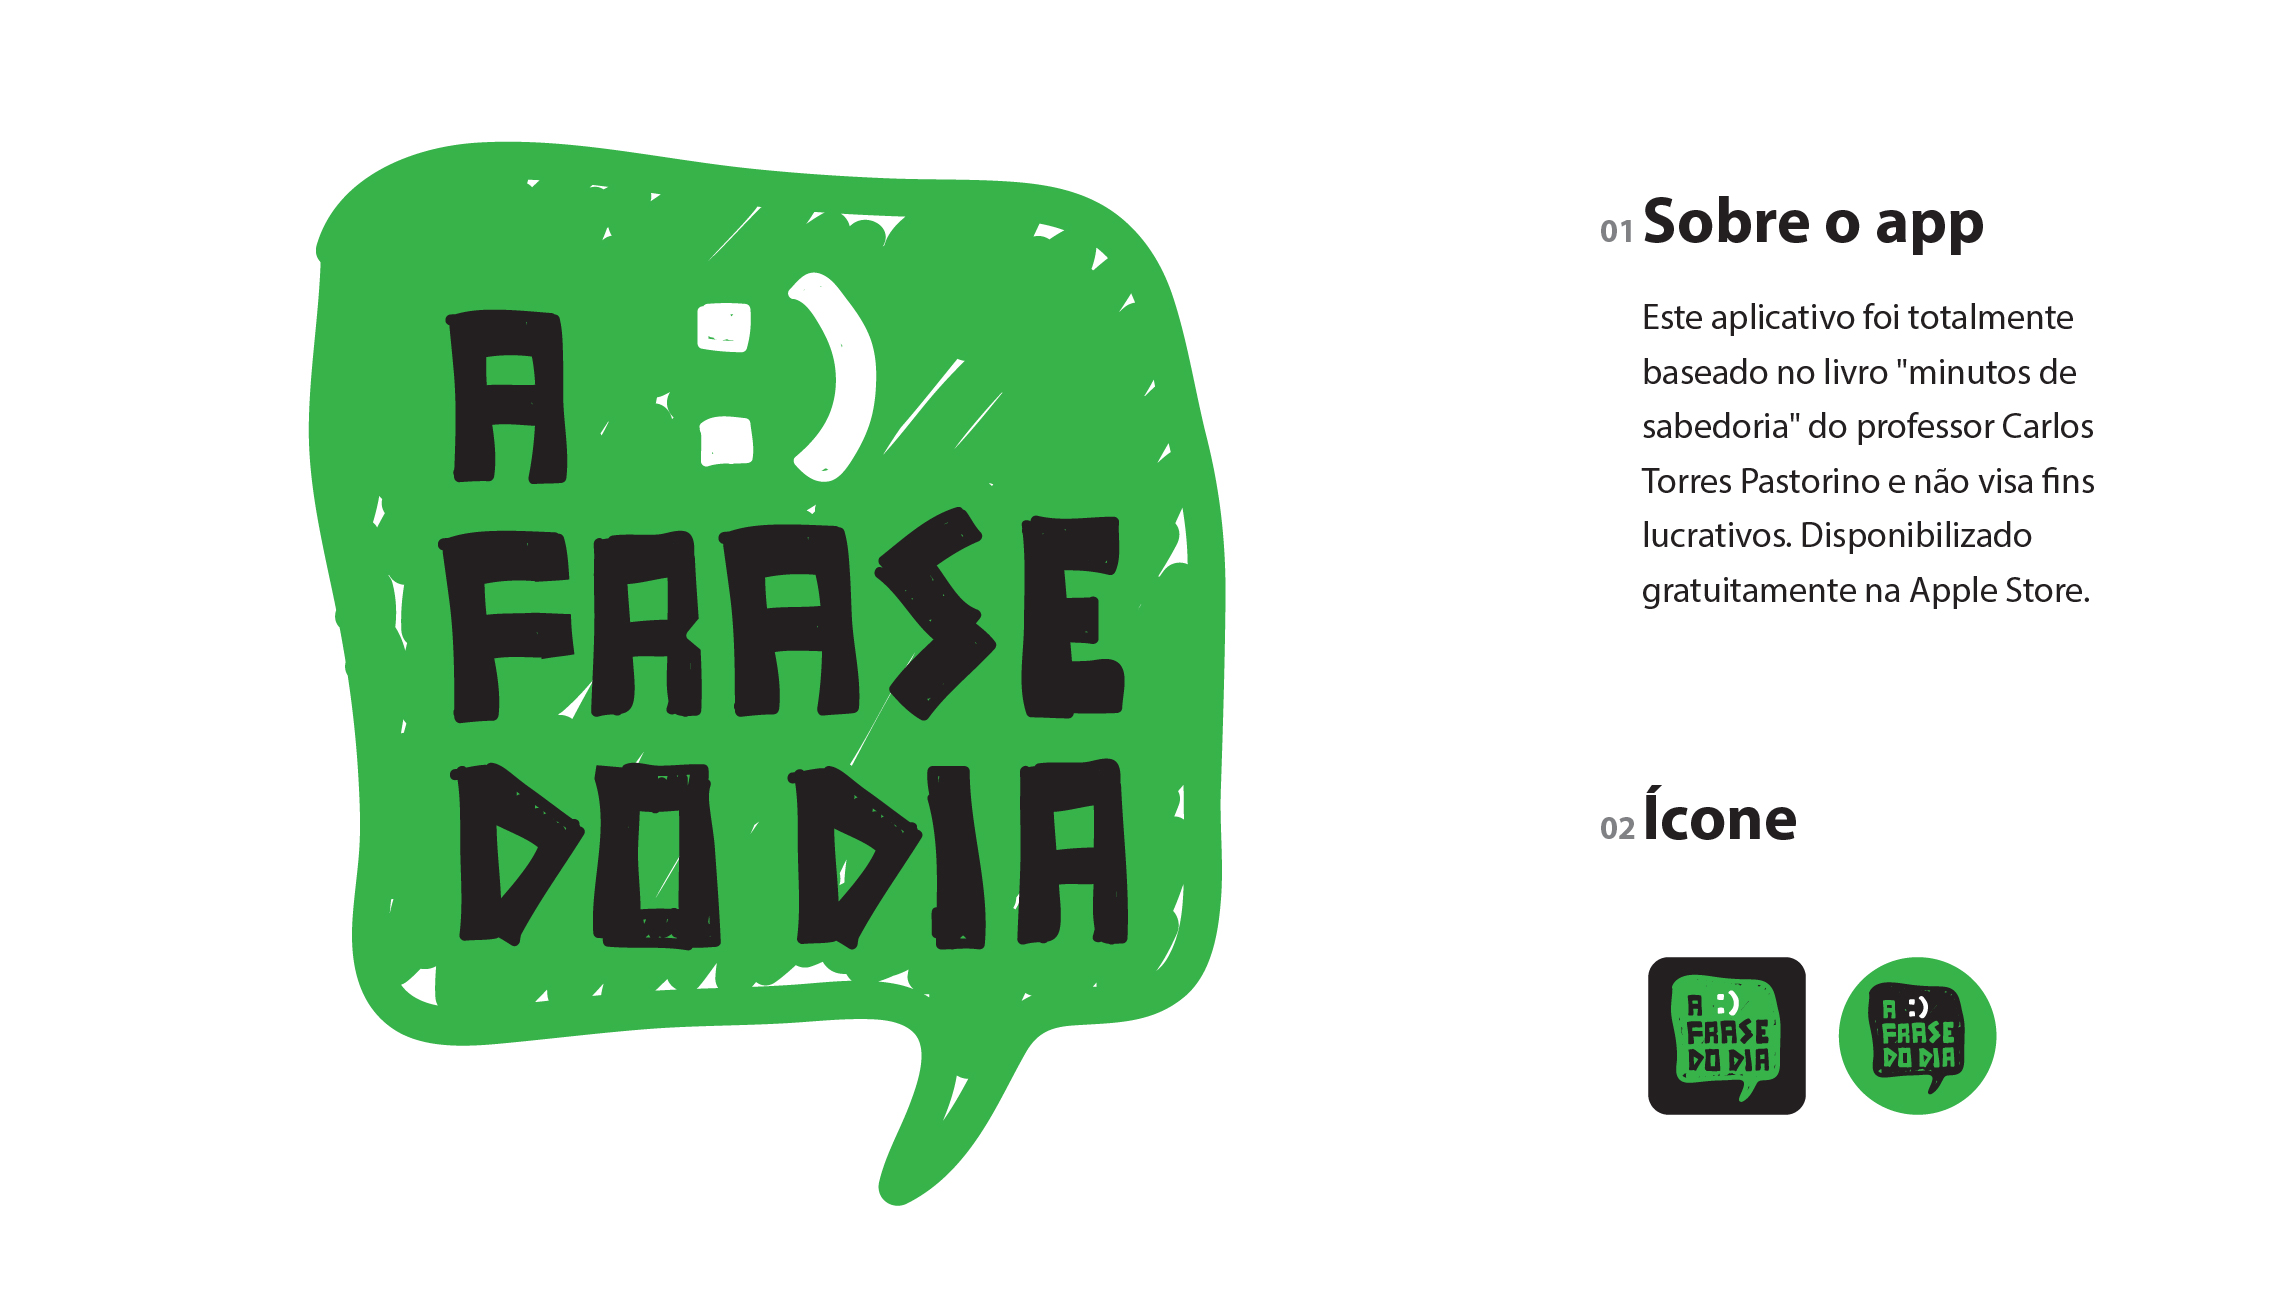 A :)
FRASE
DO DIA
01 Sobre o app
Este aplicativo foi totalmente
baseado no livro "minutos de
sabedoria" do professor Carlos
Torres Pastorino e não visa fins
lucrativos. Disponibilizado
gratuitamente na Apple Store.
02 Ícone
A :)
FRASE
DO DIA
A :)
FRASE
DO DIA